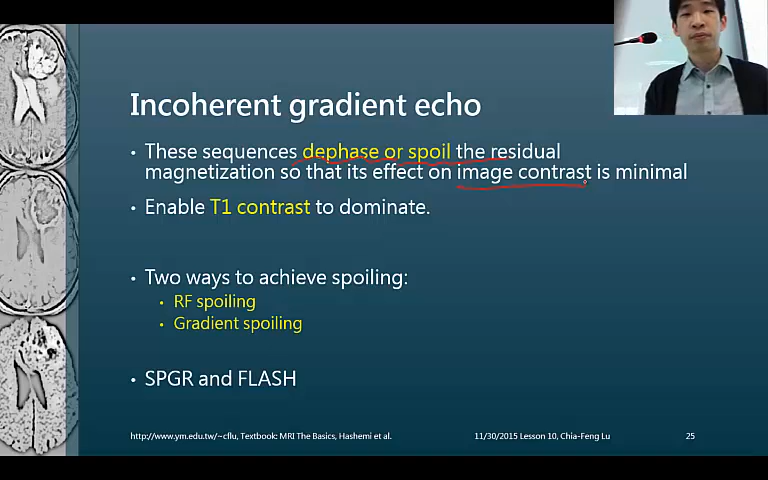 Incoherent gradient echo
• These sequences dephase or spoil the residual
magnetization so that its effect on image contrast is minimal
• Enable T1 contrast to dominate.
• Two ways to achieve spoiling:
• RF spoiling
• Gradient spoiling
• SPGR and FLASH
http://www.ym.edu.tw/~cflu, Textbook: MRI The Basics, Hashemi et al. 11/30/2015 Lesson 10, Chia-Feng Lu 25